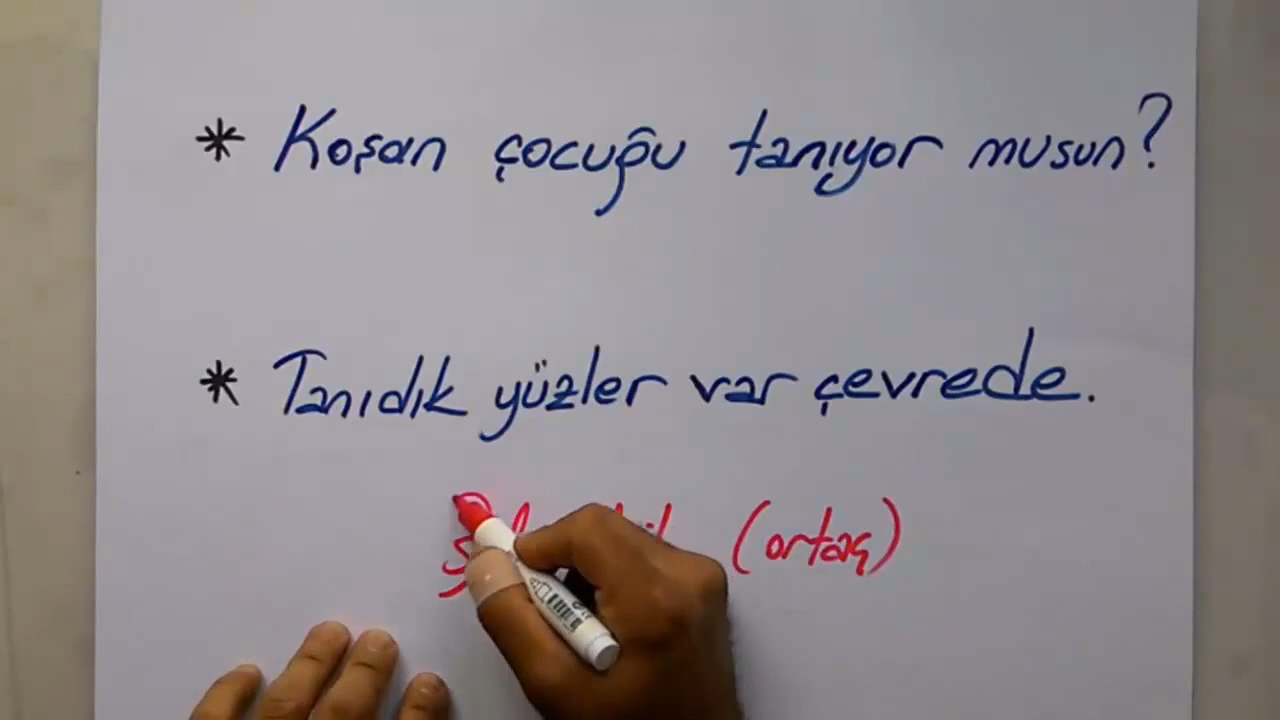 * Koşan çocuğu tanıyor musun?
* Tanıdık yüzler var çevrede.
(ortaç)